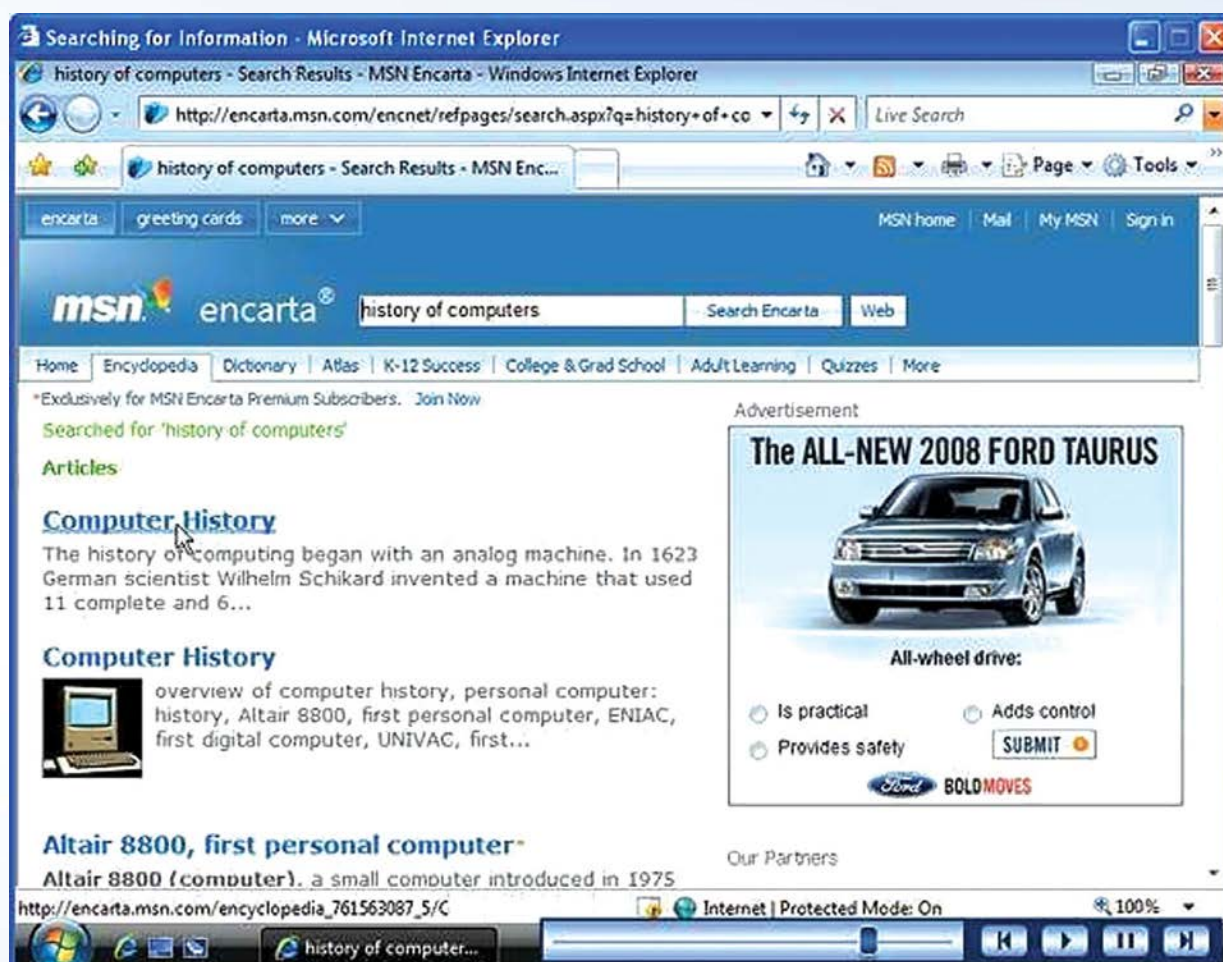 Searching for Information - Microsoft Internet Explorer
history of computers - Search Results - MSN Encarta - Windows Internet Explorer
http://encarta.msn.com/encnet/refpages/search.aspx?q=history+of+co
Live Search
history of computers - Search Results - MSN Enc...
Page
Tools
encarta greeting cards more
MSN home Mail My MSN Sign in
msn encarta®
history of computers
Search Encarta
Web
Home Encyclopedia Dictionary Atlas K-12 Success College & Grad School Adult Learning Quizzes More
*Exclusively for MSN Encarta Premium Subscribers. Join Now
Searched for 'history of computers'
Articles
Computer History
The history of computing began with an analog machine. In 1623
German scientist Wilhelm Schikard invented a machine that used
11 complete and 6...
Computer History
overview of computer history, personal computer:
history, Altair 8800, first personal computer, ENIAC,
first digital computer, UNIVAC, first...
Altair 8800, first personal computer*
Altair 8800 (computer), a small computer introduced in 1975
Advertisement
The ALL-NEW 2008 FORD TAURUS
All-wheel drive:
Is practical
Adds control
Provides safety
SUBMIT
Ford BOLDMOVES
Our Partners
http://encarta.msn.com/encyclopedia_761563087_5/C
Internet | Protected Mode: On
100%
history of computer...